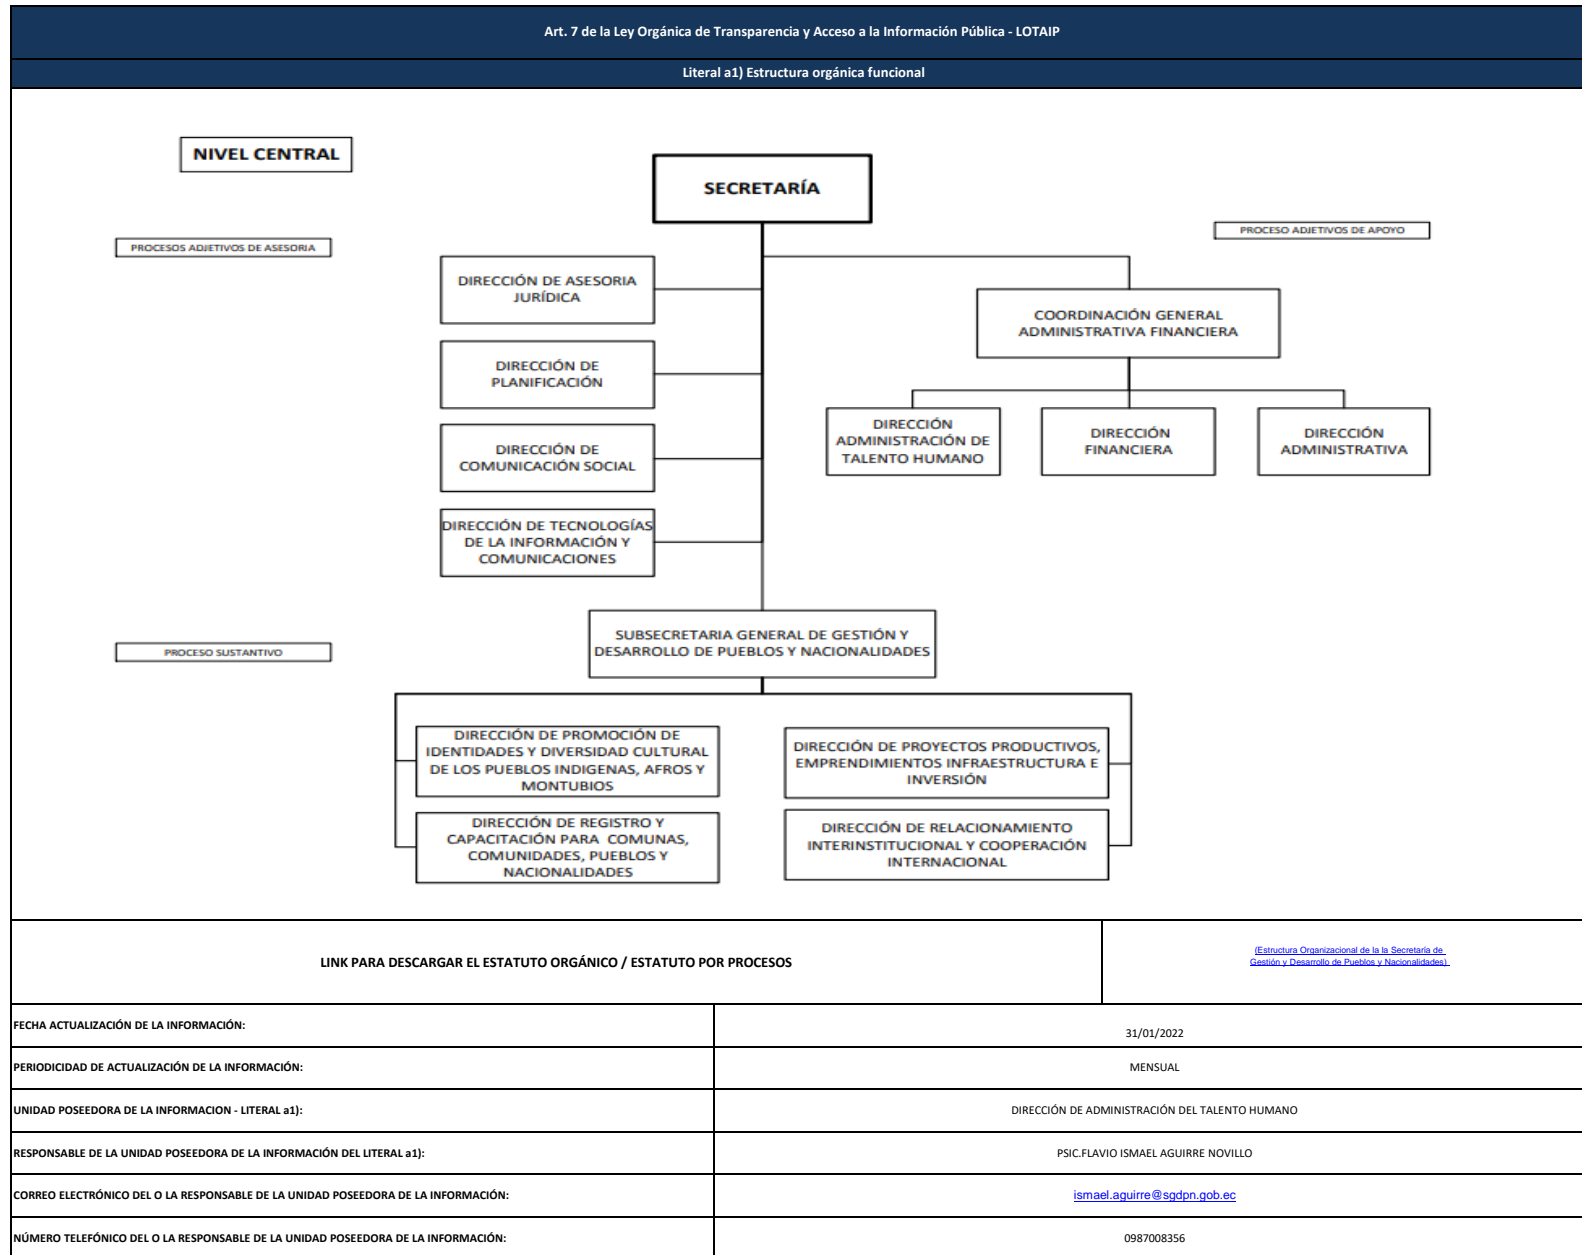 Art. 7 de la Ley Orgánica de Transparencia y Acceso a la Información Pública - LOTAIP
Literal a1) Estructura orgánica funcional
NIVEL CENTRAL
SECRETARÍA
PROCESOS ADJETIVOS DE ASESORIA
PROCESO ADJETIVOS DE APOYO
DIRECCIÓN DE ASESORIA
JURÍDICA
COORDINACIÓN GENERAL
ADMINISTRATIVA FINANCIERA
DIRECCIÓN DE
PLANIFICACIÓN
DIRECCIÓN
ADMINISTRACIÓN DE
TALENTO HUMANO
DIRECCIÓN
FINANCIERA
DIRECCIÓN
ADMINISTRATIVA
DIRECCIÓN DE
COMUNICACIÓN SOCIAL
DIRECCIÓN DE TECNOLOGÍAS
DE LA INFORMACIÓN Y
COMUNICACIONES
SUBSECRETARIA GENERAL DE GESTIÓN Y
DESARROLLO DE PUEBLOS Y NACIONALIDADES
PROCESO SUSTANTIVO
DIRECCIÓN DE PROMOCIÓN DE
IDENTIDADES Y DIVERSIDAD CULTURAL
DE LOS PUEBLOS INDIGENAS, AFROS Y
MONTUBIOS
DIRECCIÓN DE PROYECTOS PRODUCTIVOS,
EMPRENDIMIENTOS INFRAESTRUCTURA E
INVERSIÓN
DIRECCIÓN DE REGISTRO Y
CAPACITACIÓN PARA COMUNAS,
COMUNIDADES, PUEBLOS Y
NACIONALIDADES
DIRECCIÓN DE RELACIONAMIENTO
INTERINSTITUCIONAL Y COOPERACIÓN
INTERNACIONAL
LINK PARA DESCARGAR EL ESTATUTO ORGÁNICO / ESTATUTO POR PROCESOS
(Estructura Organizacional de la la Secretaría de
Gestión y Desarrollo de Pueblos y Nacionalidades)
FECHA ACTUALIZACIÓN DE LA INFORMACIÓN:
31/01/2022
PERIODICIDAD DE ACTUALIZACIÓN DE LA INFORMACIÓN:
MENSUAL
UNIDAD POSEEDORA DE LA INFORMACION - LITERAL a1):
DIRECCIÓN DE ADMINISTRACIÓN DEL TALENTO HUMANO
RESPONSABLE DE LA UNIDAD POSEEDORA DE LA INFORMACIÓN DEL LITERAL a1):
PSIC.FLAVIO ISMAEL AGUIRRE NOVILLO
CORREO ELECTRÓNICO DEL O LA RESPONSABLE DE LA UNIDAD POSEEDORA DE LA INFORMACIÓN:
ismael.aguirre@sgdpn.gob.ec
NÚMERO TELEFÓNICO DEL O LA RESPONSABLE DE LA UNIDAD POSEEDORA DE LA INFORMACIÓN:
0987008356